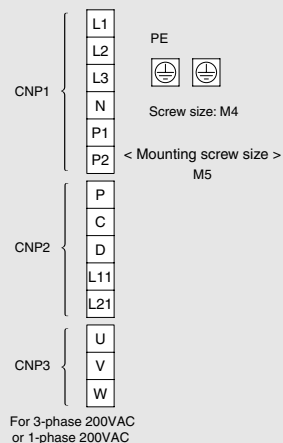 CNP1
L1
L2
L3
N
P1
P2
PE
Screw size: M4
< Mounting screw size >
M5
CNP2
P
C
D
L11
L21
CNP3
U
V
W
For 3-phase 200VAC
or 1-phase 200VAC